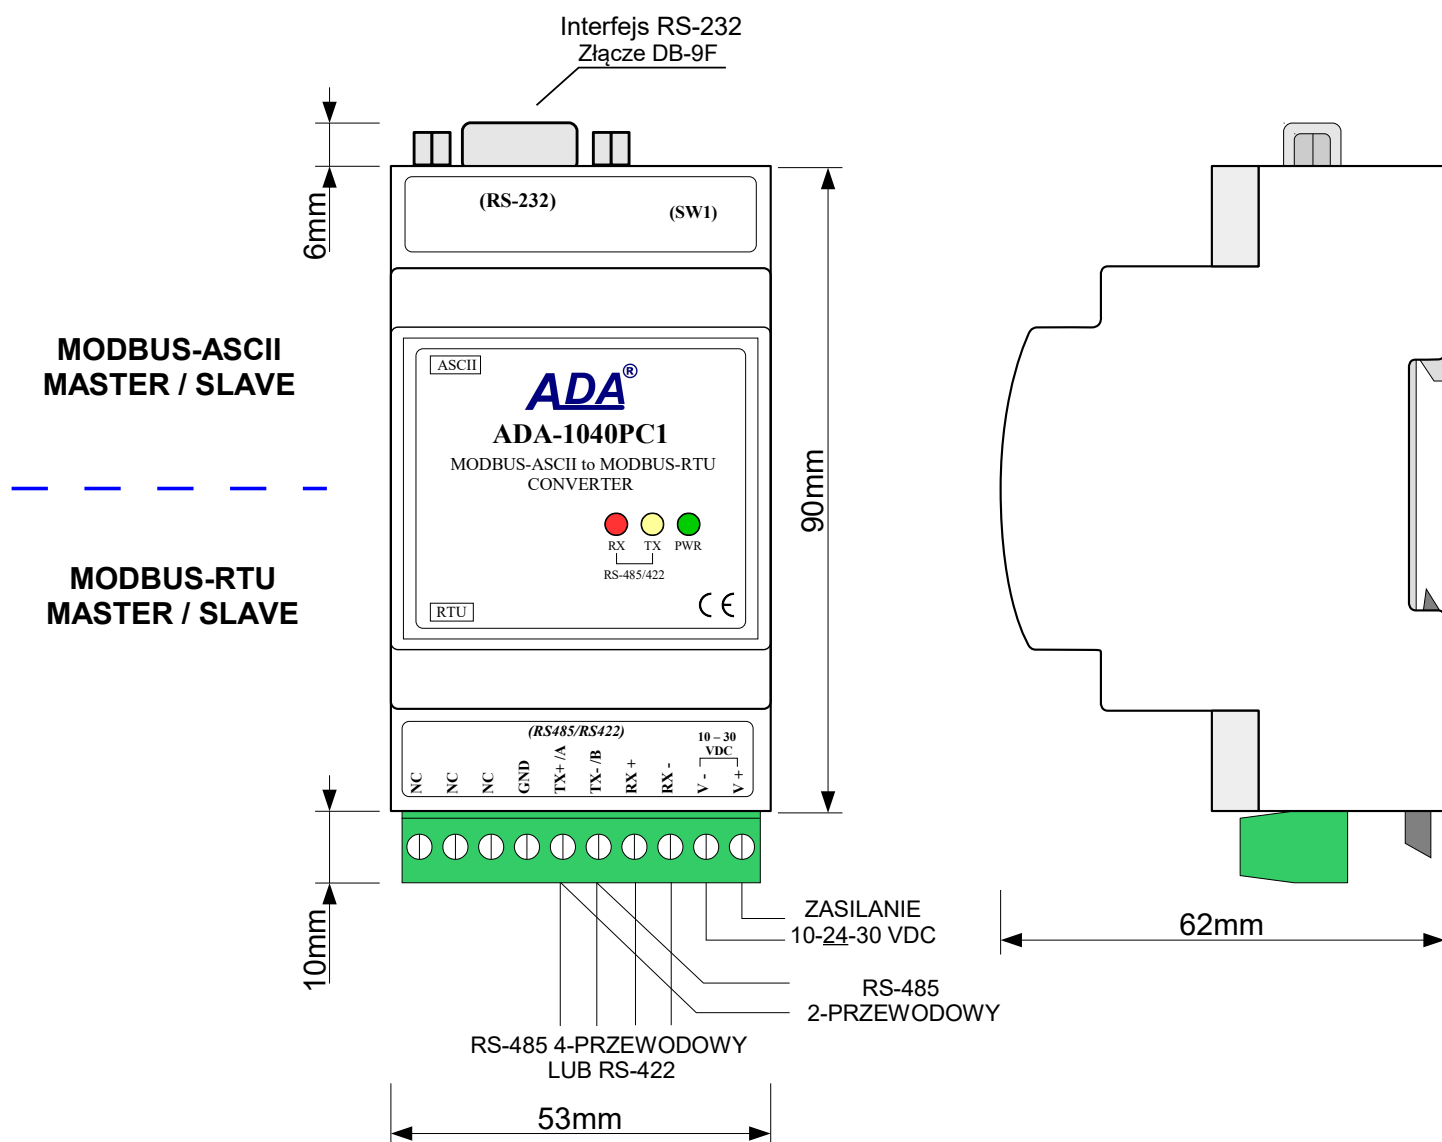 Interfejs RS-232
Złącze DB-9F
6mm
(RS-232)
(SW1)
MODBUS-ASCII
MASTER / SLAVE
ASCII
ADA®
ADA-1040PC1
MODBUS-ASCII to MODBUS-RTU
CONVERTER
RX TX PWR
RS-485/422
RTU
CE
MODBUS-RTU
MASTER / SLAVE
90mm
(RS485/RS422)
10 – 30
VDC
NC
NC
NC
GND
TX+ /A
TX- /B
RX +
RX -
V -
V +
10mm
ZASILANIE
10-24-30 VDC
RS-485
2-PRZEWODOWY
RS-485 4-PRZEWODOWY
LUB RS-422
53mm
62mm